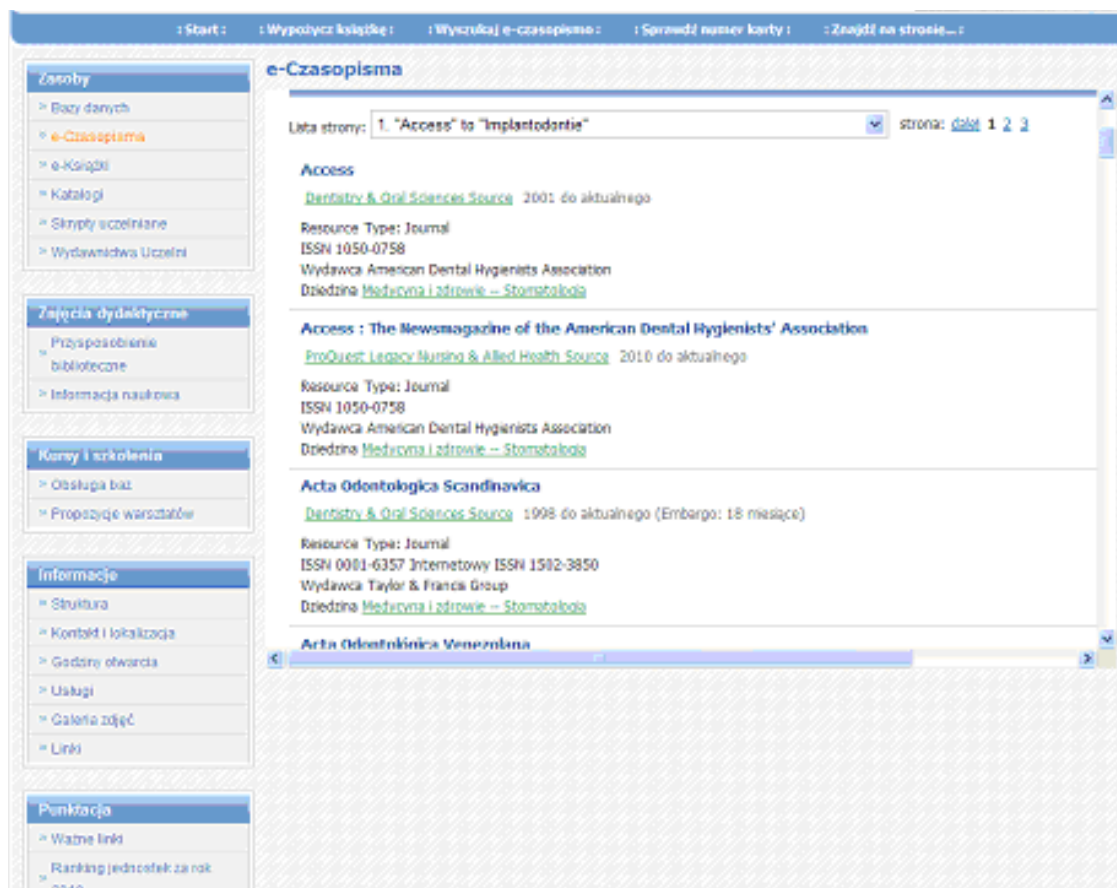 : Start :   : Wypożycz książkę :   : Wyszukaj e-czasopismo :   : Sprawdź numer karty :   : Znajdź na stronie... :
Zasoby
» Bazy danych
» e-Czasopisma
» e-Książki
» Katalogi
» Skrypty uczelniane
» Wydawnictwa Uczelni
Zajęcia dydaktyczne
» Przysposobienie
biblioteczne
» Informacja naukowa
Kursy i szkolenia
» Obsługa baz
» Propozycje warsztatów
Informacje
» Struktura
» Kontakt i lokalizacja
» Godziny otwarcia
» Usługi
» Galeria zdjęć
» Linki
Punktacja
» Ważne linki
» Ranking jednostek za rok
e-Czasopisma
Lista strony: 1. "Access" to "Implantodontie" strona: dalej 1 2 3
Access
Dentistry & Oral Sciences Source 2001 do aktualnego
Resource Type: Journal
ISSN 1050-0758
Wydawca American Dental Hygienists Association
Dziedzina Medycyna i zdrowie -- Stomatologia
Access : The Newsmagazine of the American Dental Hygienists' Association
ProQuest Legacy Nursing & Allied Health Source 2010 do aktualnego
Resource Type: Journal
ISSN 1050-0758
Wydawca American Dental Hygienists Association
Dziedzina Medycyna i zdrowie -- Stomatologia
Acta Odontologica Scandinavica
Dentistry & Oral Sciences Source 1998 do aktualnego (Embargo: 18 miesiące)
Resource Type: Journal
ISSN 0001-6357 Internetowy ISSN 1502-3850
Wydawca Taylor & Francis Group
Dziedzina Medycyna i zdrowie -- Stomatologia
Acta Odontológica Venezolana